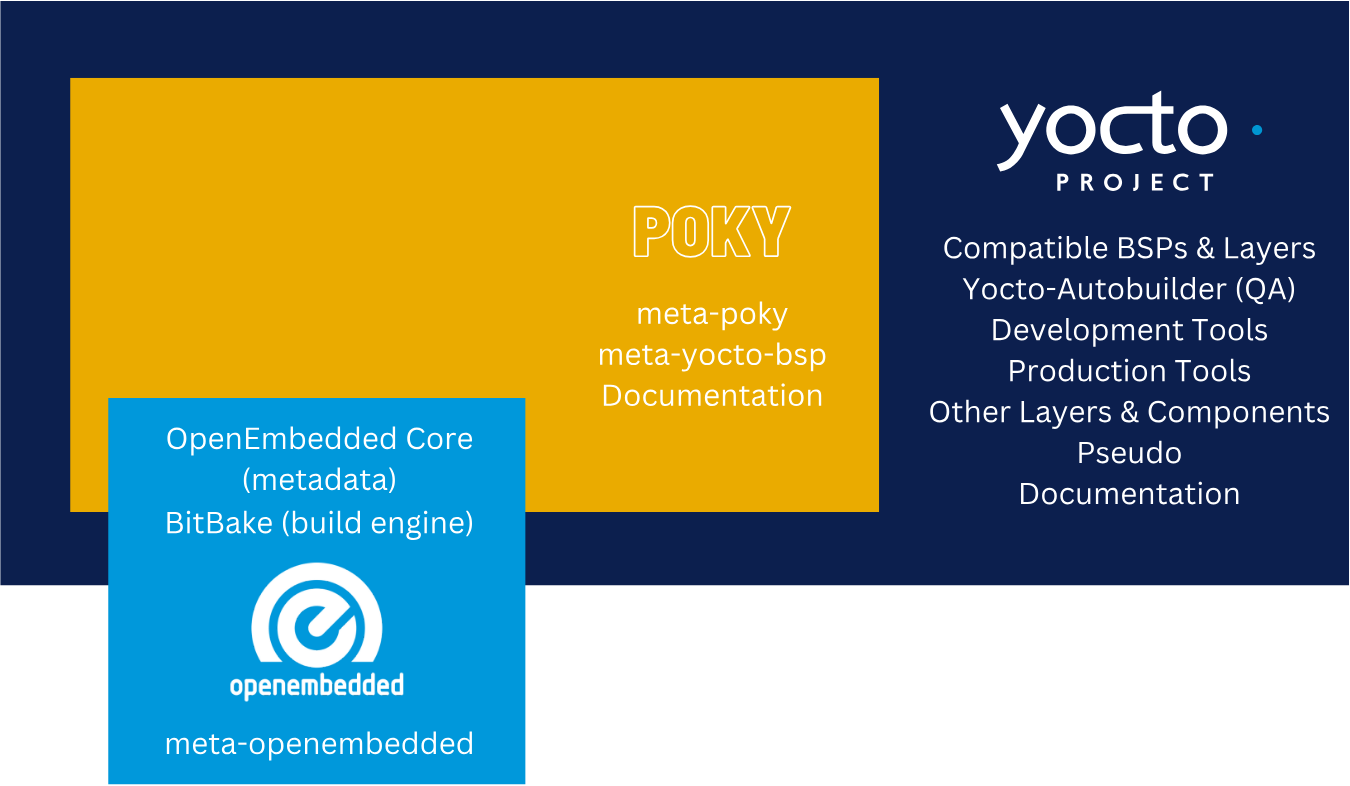 yocto
PROJECT
Compatible BSPs & Layers
Yocto-Autobuilder (QA)
Development Tools
Production Tools
Other Layers & Components
Pseudo
Documentation
POKY
meta-poky
meta-yocto-bsp
Documentation
OpenEmbedded Core
(metadata)
BitBake (build engine)
openembedded
meta-openembedded